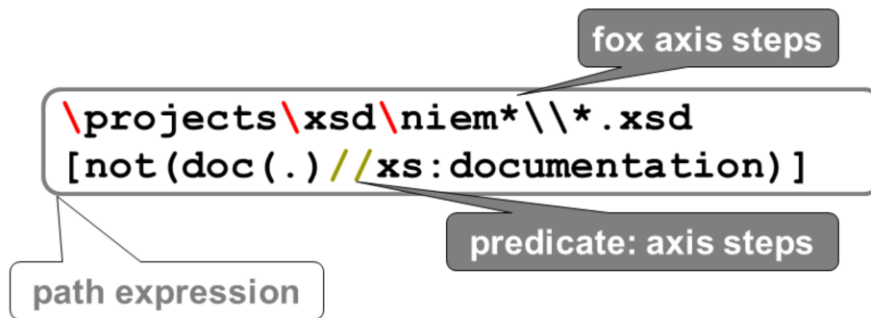 fox axis steps
\projects\xsd\niem*\\*.xsd
[not(doc(.)//xs:documentation)]
predicate: axis steps
path expression